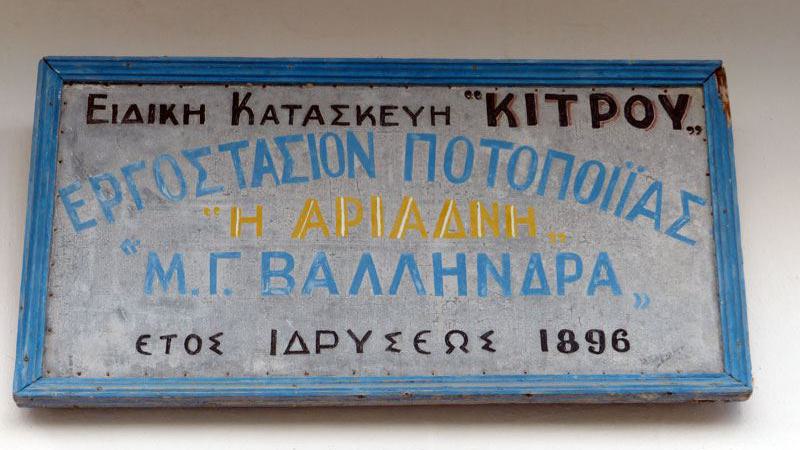 ΕΙΔΙΚΗ ΚΑΤΑΣΚΕΥΗ “ΚΙΤΡΟΥ„
ΕΡΓΟΣΤΑΣΙΟΝ ΠΟΤΟΠΟΙΪΑΣ
“Η ΑΡΙΑΔΝΗ„
“Μ.Γ. ΒΑΛΛΗΝΔΡΑ„
ΕΤΟΣ ΙΔΡΥΣΕΩΣ 1896